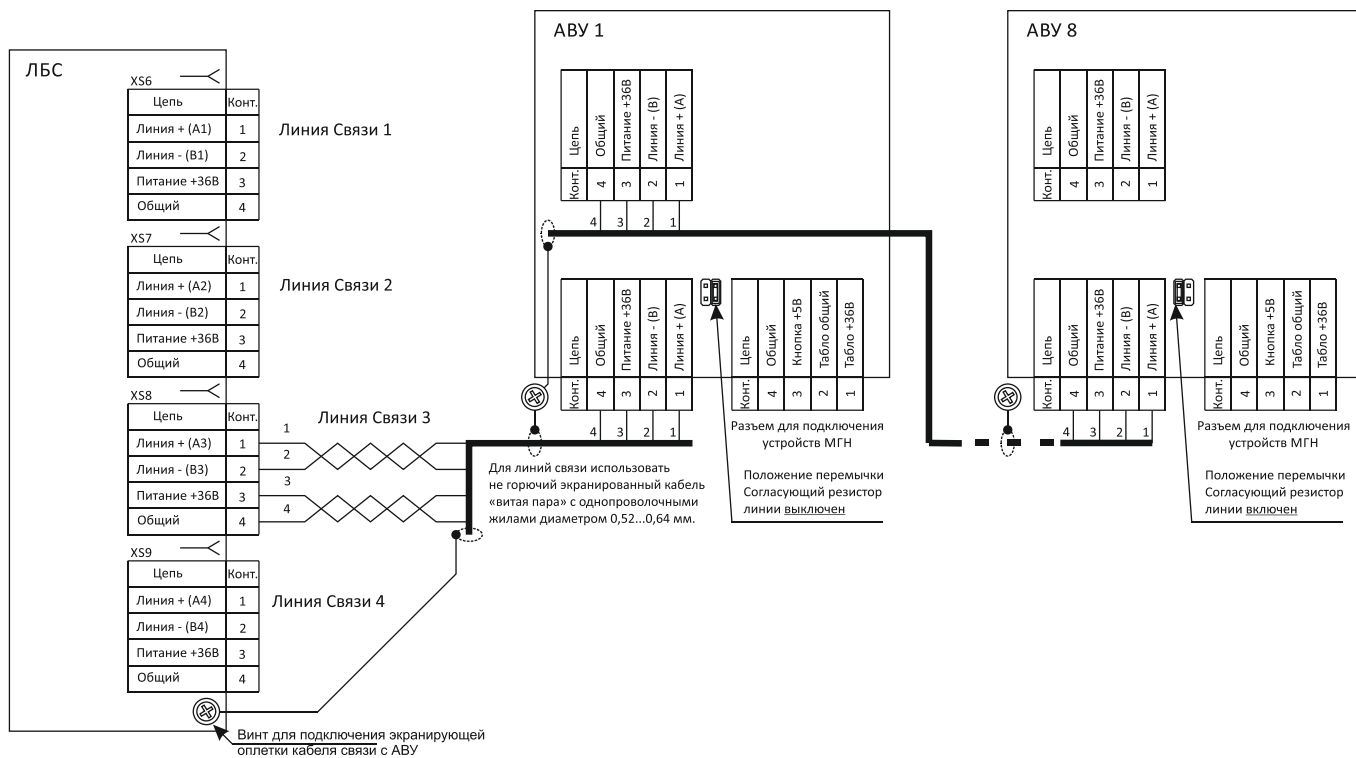 ЛБС
XS6
Цепь Конт.
Линия + (А1) 1
Линия - (В1) 2
Питание +36В 3
Общий 4
Линия Связи 1
XS7
Цепь Конт.
Линия + (А2) 1
Линия - (В2) 2
Питание +36В 3
Общий 4
Линия Связи 2
XS8
Цепь Конт.
Линия + (А3) 1
Линия - (В3) 2
Питание +36В 3
Общий 4
Линия Связи 3
1
2
3
4
XS9
Цепь Конт.
Линия + (А4) 1
Линия - (В4) 2
Питание +36В 3
Общий 4
Линия Связи 4
Винт для подключения экранирующей
оплетки кабеля связи с АВУ
Для линий связи использовать
не горючий экранированный кабель
«витая пара» с однопроволочными
жилами диаметром 0,52...0,64 мм.
АВУ 1
Конт. Цепь
4 Общий
3 Питание +36В
2 Линия - (В)
1 Линия + (А)
4 3 2 1
Конт. Цепь
4 Общий
3 Питание +36В
2 Линия - (В)
1 Линия + (А)
4 3 2 1
Конт. Цепь
4 Общий
3 Кнопка +5В
2 Табло общий
1 Табло +36В
Разъем для подключения
устройств МГН
Положение перемычки
Согласующий резистор
линии выключен
АВУ 8
Конт. Цепь
4 Общий
3 Питание +36В
2 Линия - (В)
1 Линия + (А)
Конт. Цепь
4 Общий
3 Питание +36В
2 Линия - (В)
1 Линия + (А)
4 3 2 1
Конт. Цепь
4 Общий
3 Кнопка +5В
2 Табло общий
1 Табло +36В
Разъем для подключения
устройств МГН
Положение перемычки
Согласующий резистор
линии включен